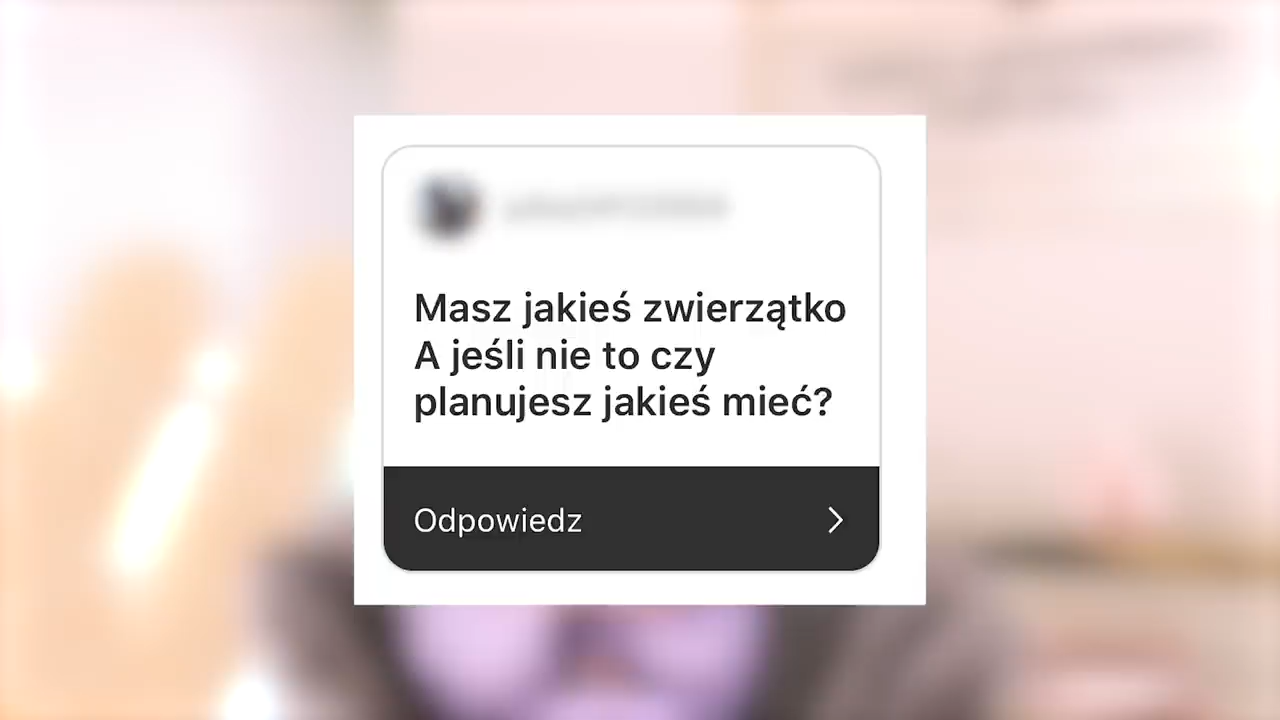 Masz jakieś zwierzątko
A jeśli nie to czy
planujesz jakieś mieć?
Odpowiedz